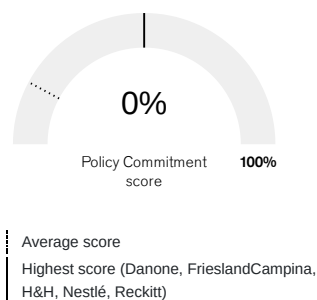 0%
Policy Commitment score
100%
Average score
Highest score (Danone, FrieslandCampina,
H&H, Nestlé, Reckitt)